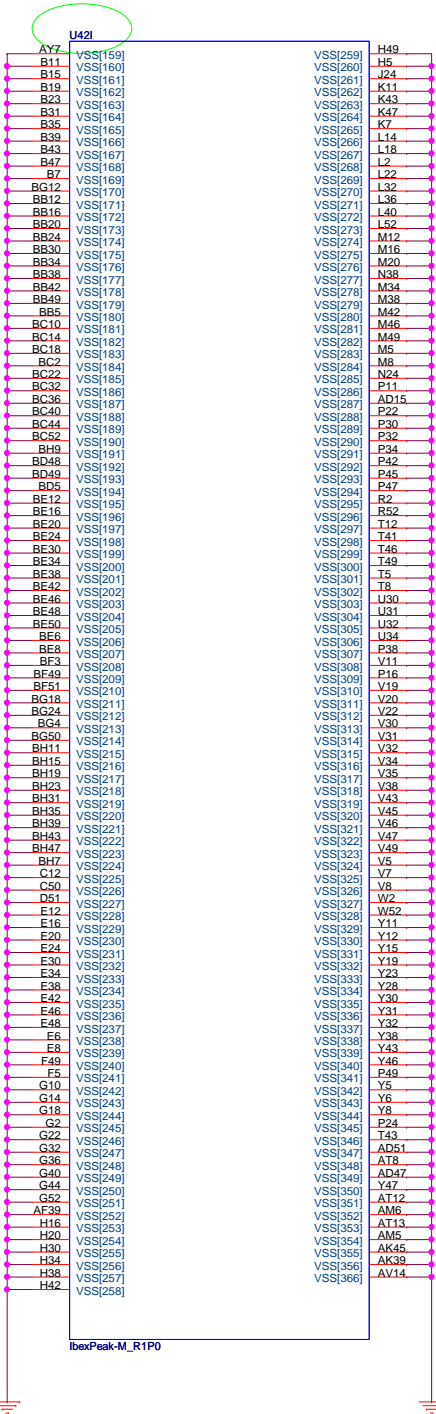 U42I
AY7 VSS[159]
B11 VSS[160]
B15 VSS[161]
B19 VSS[162]
B23 VSS[163]
B31 VSS[164]
B35 VSS[165]
B39 VSS[166]
B43 VSS[167]
B47 VSS[168]
B7 VSS[169]
BG12 VSS[170]
BB12 VSS[171]
BB16 VSS[172]
BB20 VSS[173]
BB24 VSS[174]
BB30 VSS[175]
BB34 VSS[176]
BB38 VSS[177]
BB42 VSS[178]
BB49 VSS[179]
BB5 VSS[180]
BC10 VSS[181]
BC14 VSS[182]
BC18 VSS[183]
BC2 VSS[184]
BC22 VSS[185]
BC32 VSS[186]
BC36 VSS[187]
BC40 VSS[188]
BC44 VSS[189]
BC52 VSS[190]
BH9 VSS[191]
BD48 VSS[192]
BD49 VSS[193]
BD5 VSS[194]
BE12 VSS[195]
BE16 VSS[196]
BE20 VSS[197]
BE24 VSS[198]
BE30 VSS[199]
BE34 VSS[200]
BE38 VSS[201]
BE42 VSS[202]
BE46 VSS[203]
BE48 VSS[204]
BE50 VSS[205]
BE6 VSS[206]
BE8 VSS[207]
BF3 VSS[208]
BF49 VSS[209]
BF51 VSS[210]
BG18 VSS[211]
BG24 VSS[212]
BG4 VSS[213]
BG50 VSS[214]
BH11 VSS[215]
BH15 VSS[216]
BH19 VSS[217]
BH23 VSS[218]
BH31 VSS[219]
BH35 VSS[220]
BH39 VSS[221]
BH43 VSS[222]
BH47 VSS[223]
BH7 VSS[224]
C12 VSS[225]
C50 VSS[226]
D51 VSS[227]
E12 VSS[228]
E16 VSS[229]
E20 VSS[230]
E24 VSS[231]
E30 VSS[232]
E34 VSS[233]
E38 VSS[234]
E42 VSS[235]
E46 VSS[236]
E48 VSS[237]
E6 VSS[238]
E8 VSS[239]
F49 VSS[240]
F5 VSS[241]
G10 VSS[242]
G14 VSS[243]
G18 VSS[244]
G2 VSS[245]
G22 VSS[246]
G32 VSS[247]
G36 VSS[248]
G40 VSS[249]
G44 VSS[250]
G52 VSS[251]
AF39 VSS[252]
H16 VSS[253]
H20 VSS[254]
H30 VSS[255]
H34 VSS[256]
H38 VSS[257]
H42 VSS[258]
VSS[259] H49
VSS[260] H5
VSS[261] J24
VSS[262] K11
VSS[263] K43
VSS[264] K47
VSS[265] K7
VSS[266] L14
VSS[267] L18
VSS[268] L2
VSS[269] L22
VSS[270] L32
VSS[271] L36
VSS[272] L40
VSS[273] L52
VSS[274] M12
VSS[275] M16
VSS[276] M20
VSS[277] N38
VSS[278] M34
VSS[279] M38
VSS[280] M42
VSS[281] M46
VSS[282] M49
VSS[283] M5
VSS[284] M8
VSS[285] N24
VSS[286] P11
VSS[287] AD15
VSS[288] P22
VSS[289] P30
VSS[290] P32
VSS[291] P34
VSS[292] P42
VSS[293] P45
VSS[294] P47
VSS[295] R2
VSS[296] R52
VSS[297] T12
VSS[298] T41
VSS[299] T46
VSS[300] T49
VSS[301] T5
VSS[302] T8
VSS[303] U30
VSS[304] U31
VSS[305] U32
VSS[306] U34
VSS[307] P38
VSS[308] V11
VSS[309] P16
VSS[310] V19
VSS[311] V20
VSS[312] V22
VSS[313] V30
VSS[314] V31
VSS[315] V32
VSS[316] V34
VSS[317] V35
VSS[318] V38
VSS[319] V43
VSS[320] V45
VSS[321] V46
VSS[322] V47
VSS[323] V49
VSS[324] V5
VSS[325] V7
VSS[326] V8
VSS[327] W2
VSS[328] W52
VSS[329] Y11
VSS[330] Y12
VSS[331] Y15
VSS[332] Y19
VSS[333] Y23
VSS[334] Y28
VSS[335] Y30
VSS[336] Y31
VSS[337] Y32
VSS[338] Y38
VSS[339] Y43
VSS[340] Y46
VSS[341] P49
VSS[342] Y5
VSS[343] Y6
VSS[344] Y8
VSS[345] P24
VSS[346] T43
VSS[347] AD51
VSS[348] AT8
VSS[349] AD47
VSS[350] Y47
VSS[351] AT12
VSS[352] AM6
VSS[353] AT13
VSS[354] AM5
VSS[355] AK45
VSS[356] AK39
VSS[366] AV14
IbexPeak-M_R1P0